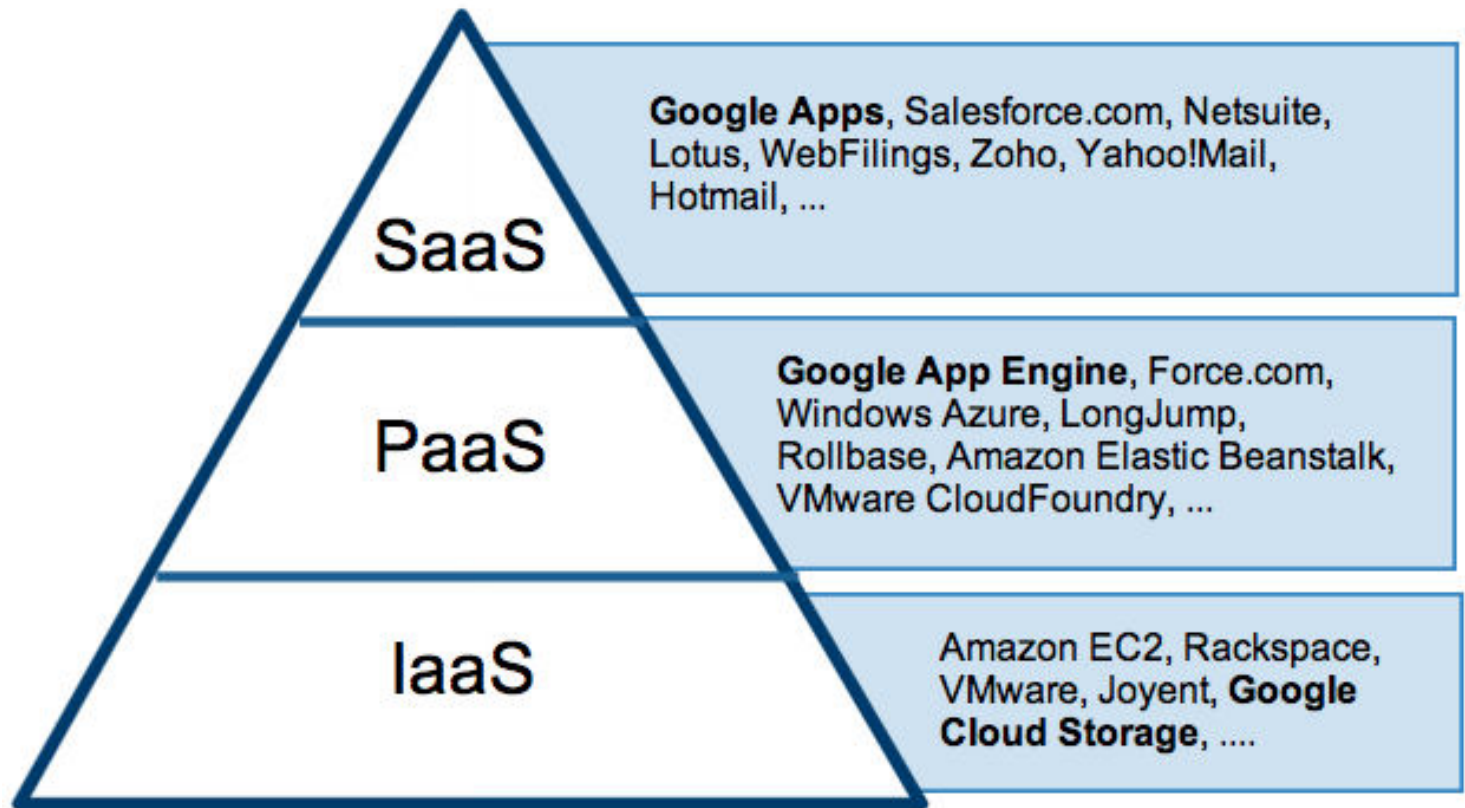 SaaS
Google Apps, Salesforce.com, Netsuite,
Lotus, WebFilings, Zoho, Yahoo!Mail,
Hotmail, ...
PaaS
Google App Engine, Force.com,
Windows Azure, LongJump,
Rollbase, Amazon Elastic Beanstalk,
VMware CloudFoundry, ...
IaaS
Amazon EC2, Rackspace,
VMware, Joyent, Google
Cloud Storage, ....